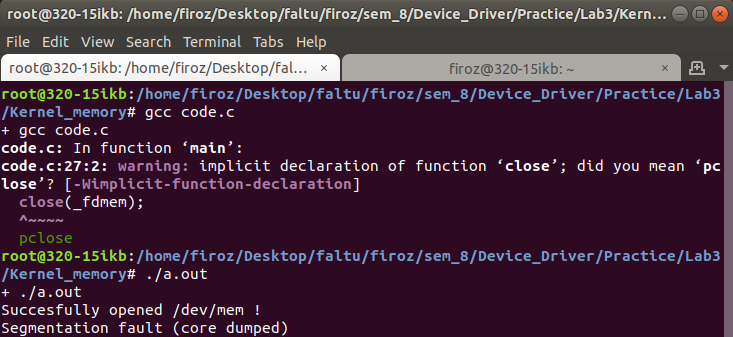 root@320-15ikb: /home/firoz/Desktop/faltu/firoz/sem_8/Device_Driver/Practice/Lab3/Kern...
File Edit View Search Terminal Tabs Help
root@320-15ikb: /home/firoz/Desktop/fal... × firoz@320-15ikb: ~ ×
root@320-15ikb:/home/firoz/Desktop/faltu/firoz/sem_8/Device_Driver/Practice/Lab3
/Kernel_memory# gcc code.c
+ gcc code.c
code.c: In function ‘main’:
code.c:27:2: warning: implicit declaration of function ‘close’; did you mean ‘pc
lose’? [-Wimplicit-function-declaration]
  close(_fdmem);
  ^~~~~
  pclose
root@320-15ikb:/home/firoz/Desktop/faltu/firoz/sem_8/Device_Driver/Practice/Lab3
/Kernel_memory# ./a.out
+ ./a.out
Succesfully opened /dev/mem !
Segmentation fault (core dumped)